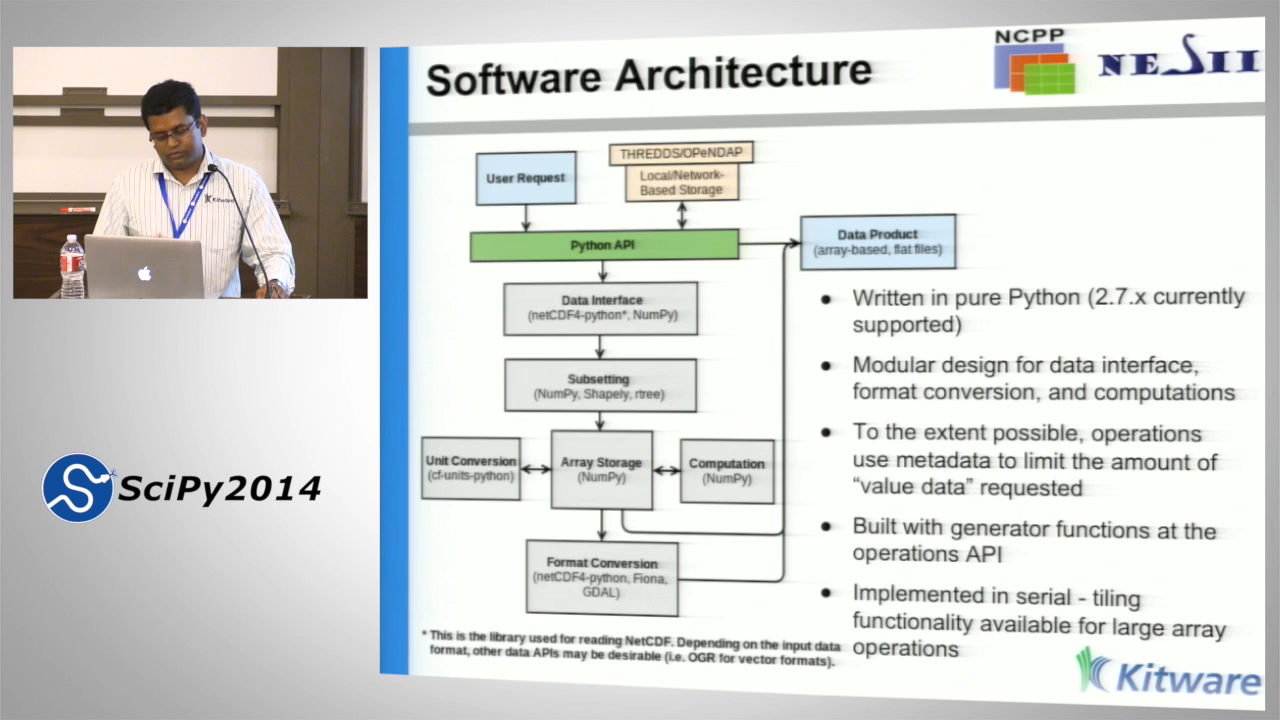 Software Architecture
NCPP
NESII
User Request
THREDDS/OPeNDAP
Local/Network-
Based Storage
Python API
Data Product
(array-based, flat files)
Data Interface
(netCDF4-python*, NumPy)
Subsetting
(NumPy, Shapely, rtree)
Unit Conversion
(cf-units-python)
Array Storage
(NumPy)
Computation
(NumPy)
Format Conversion
(netCDF4-python, Fiona,
GDAL)
* This is the library used for reading NetCDF. Depending on the input data
format, other data APIs may be desirable (i.e. OGR for vector formats).
● Written in pure Python (2.7.x currently
supported)
● Modular design for data interface,
format conversion, and computations
● To the extent possible, operations
use metadata to limit the amount of
“value data” requested
● Built with generator functions at the
operations API
● Implemented in serial - tiling
functionality available for large array
operations
Kitware
Kitware
SciPy2014